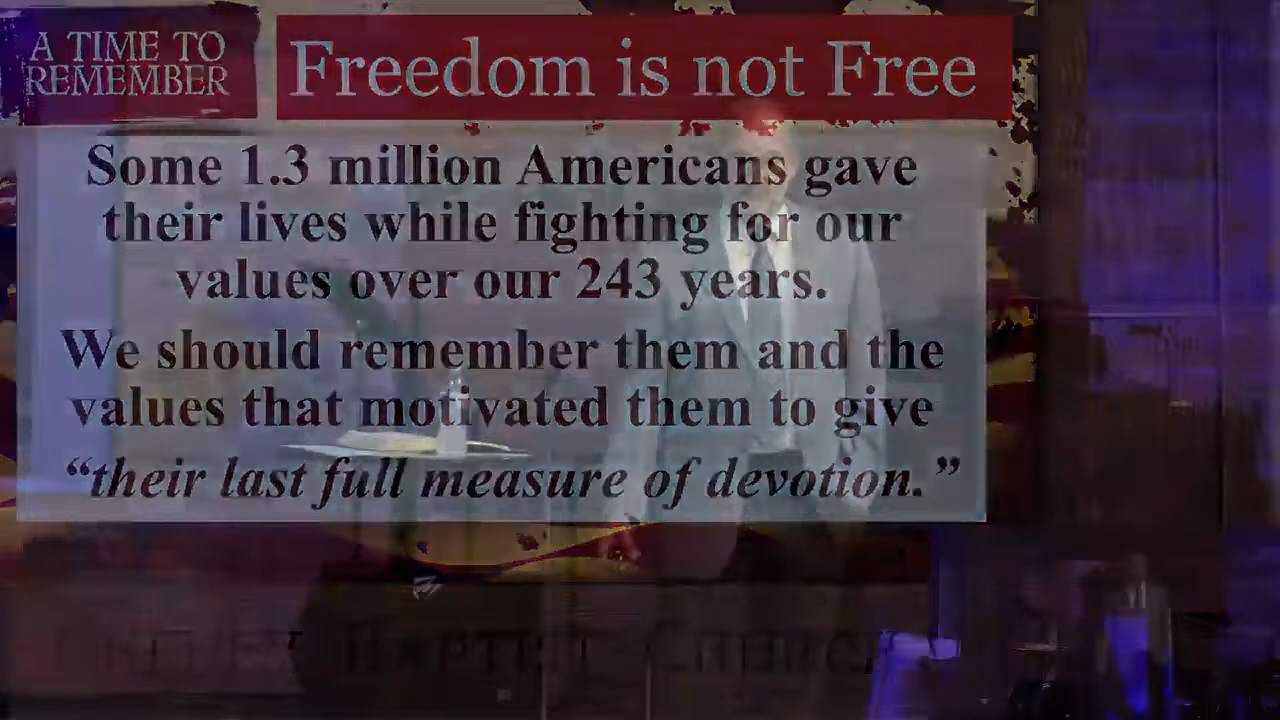 A TIME TO
REMEMBER
Freedom is not Free
Some 1.3 million Americans gave
their lives while fighting for our
values over our 243 years.
We should remember them and the
values that motivated them to give
“their last full measure of devotion.”
BAPTIST CHURCH